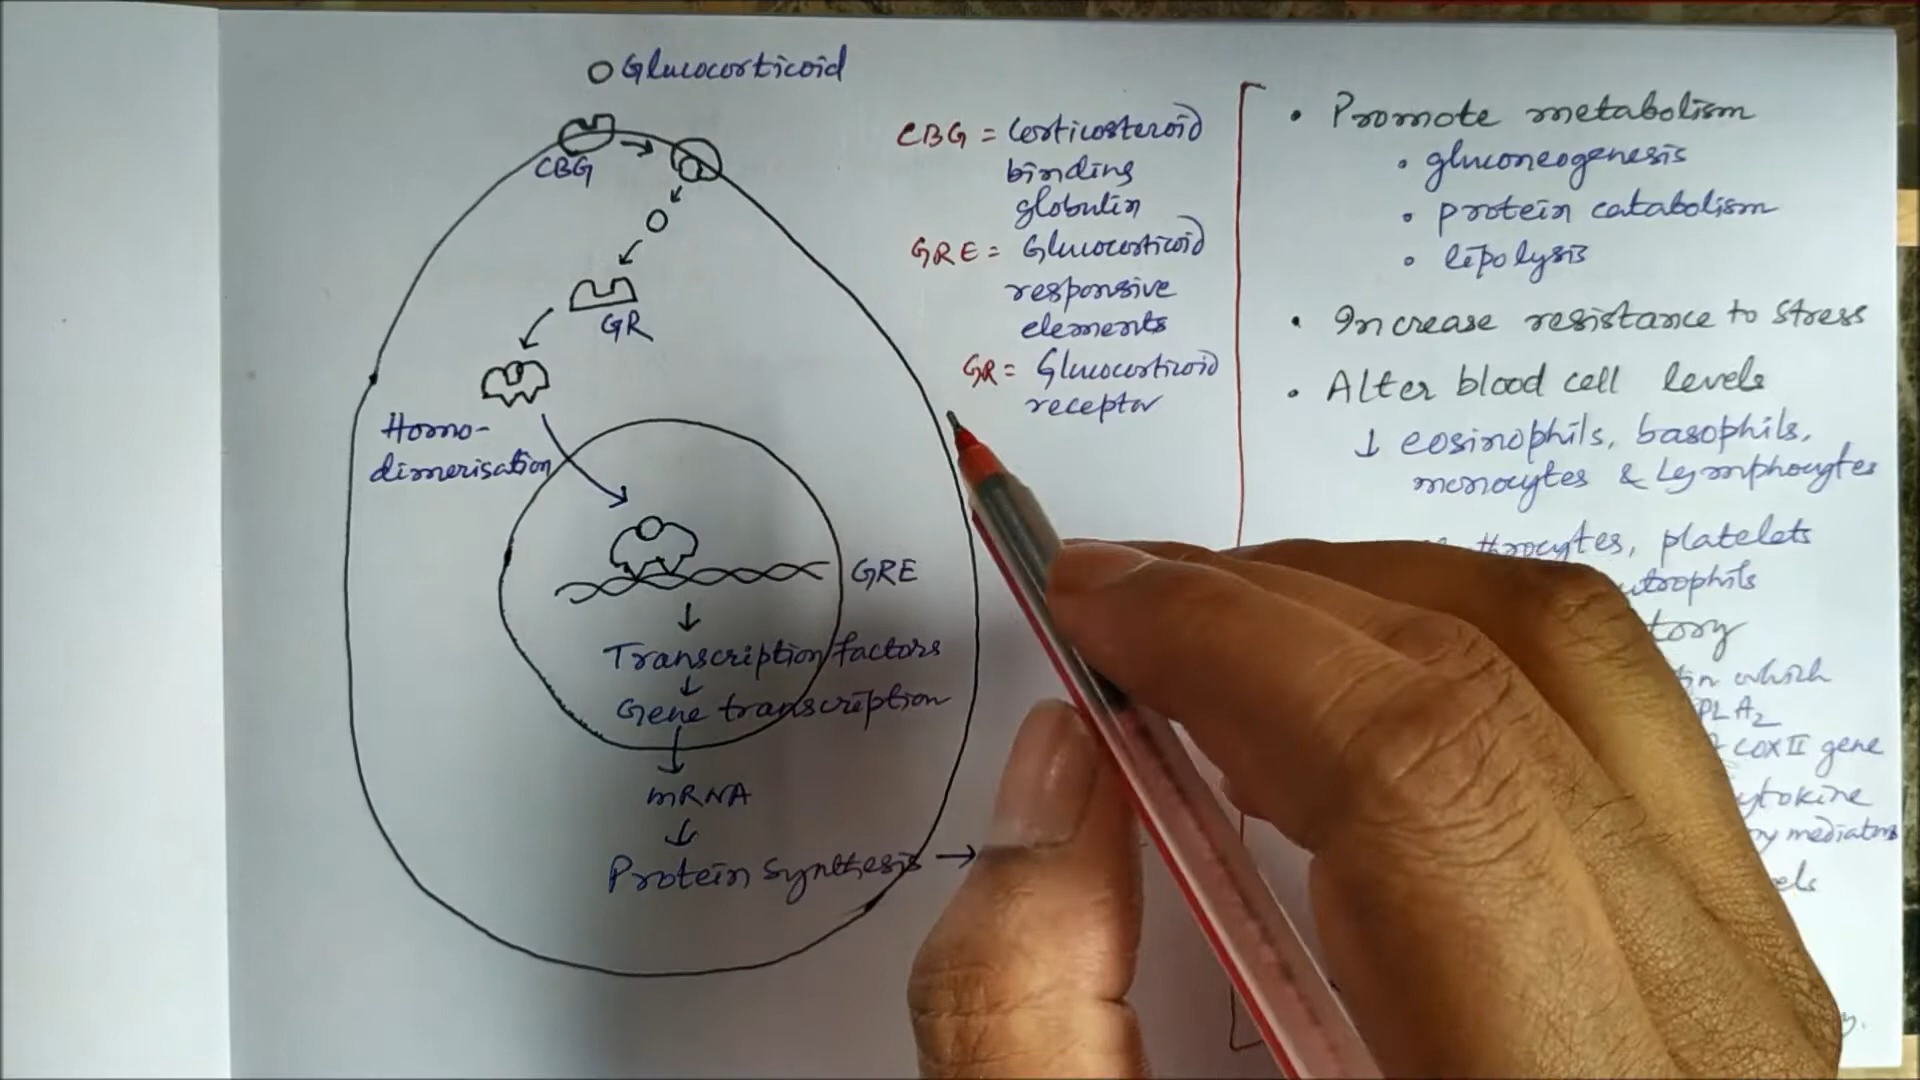 Glucocorticoid
CBG
GR
Homo-
dimerisation
GRE
Transcription factors
Gene transcription
mRNA
Protein synthesis
CBG = Corticosteroid
binding
globulin
GRE = Glucocorticoid
responsive
elements
GR = Glucocorticoid
receptor
• Promote metabolism
• gluconeogenesis
• protein catabolism
• lipolysis
• Increase resistance to stress
• Alter blood cell levels
↓ eosinophils, basophils,
monocytes & Lymphocytes
platelets
which
PLA2
COX II gene
mediators